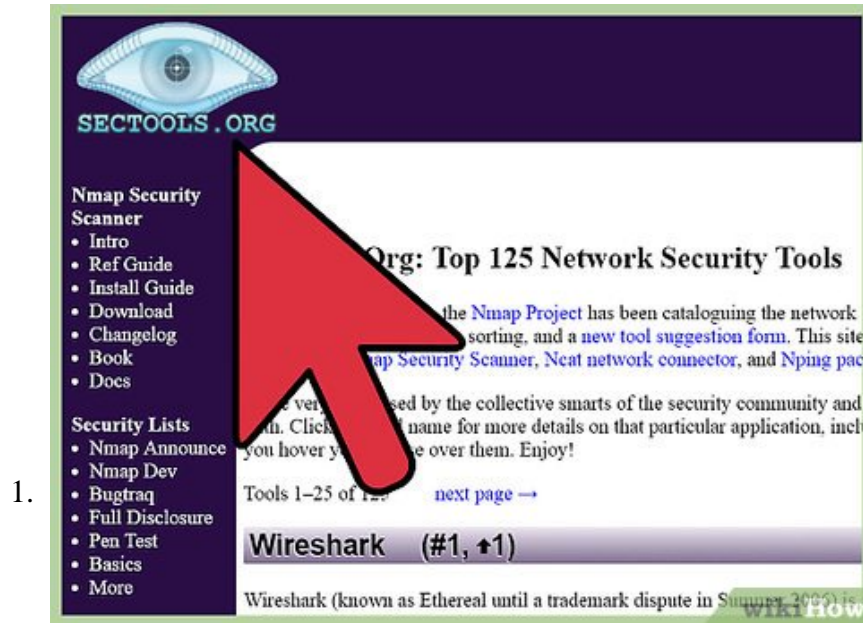 SECTOOLS.ORG
Nmap Security
Scanner
• Intro
• Ref Guide
• Install Guide
• Download
• Changelog
• Book
• Docs
Security Lists
• Nmap Announce
• Nmap Dev
• Bugtraq
• Full Disclosure
• Pen Test
• Basics
• More
Org: Top 125 Network Security Tools
the Nmap Project has been cataloguing the network
sorting, and a new tool suggestion form. This site
Security Scanner, Ncat network connector, and Nping
by the collective smarts of the security community and
name for more details on that particular application,
you hover over them. Enjoy!
Tools 1–25 of
next page →
Wireshark (#1, ↑1)
Wireshark (known as Ethereal until a trademark dispute in Summer 2006) is
1.
wikiHow